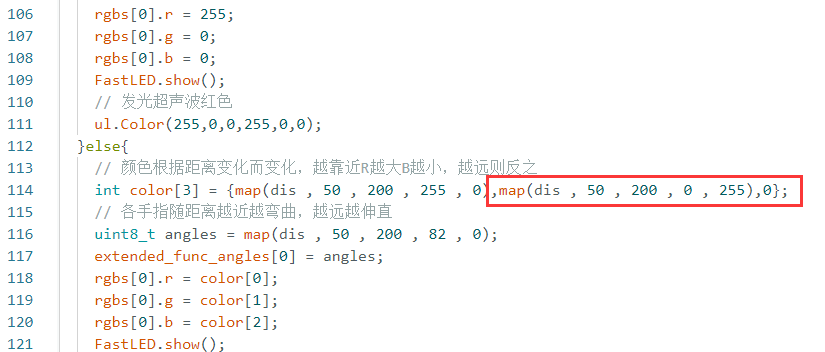 106 rgbs[0].r = 255;
107 rgbs[0].g = 0;
108 rgbs[0].b = 0;
109 FastLED.show();
110 // 发光超声波红色
111 ul.Color(255,0,0,255,0,0);
112 }else{
113 // 颜色根据距离变化而变化，越靠近R越大B越小，越远则反之
114 int color[3] = {map(dis , 50 , 200 , 255 , 0),map(dis , 50 , 200 , 0 , 255),0};
115 // 各手指随距离越近越弯曲，越远越伸直
116 uint8_t angles = map(dis , 50 , 200 , 82 , 0);
117 extended_func_angles[0] = angles;
118 rgbs[0].r = color[0];
119 rgbs[0].g = color[1];
120 rgbs[0].b = color[2];
121 FastLED.show();